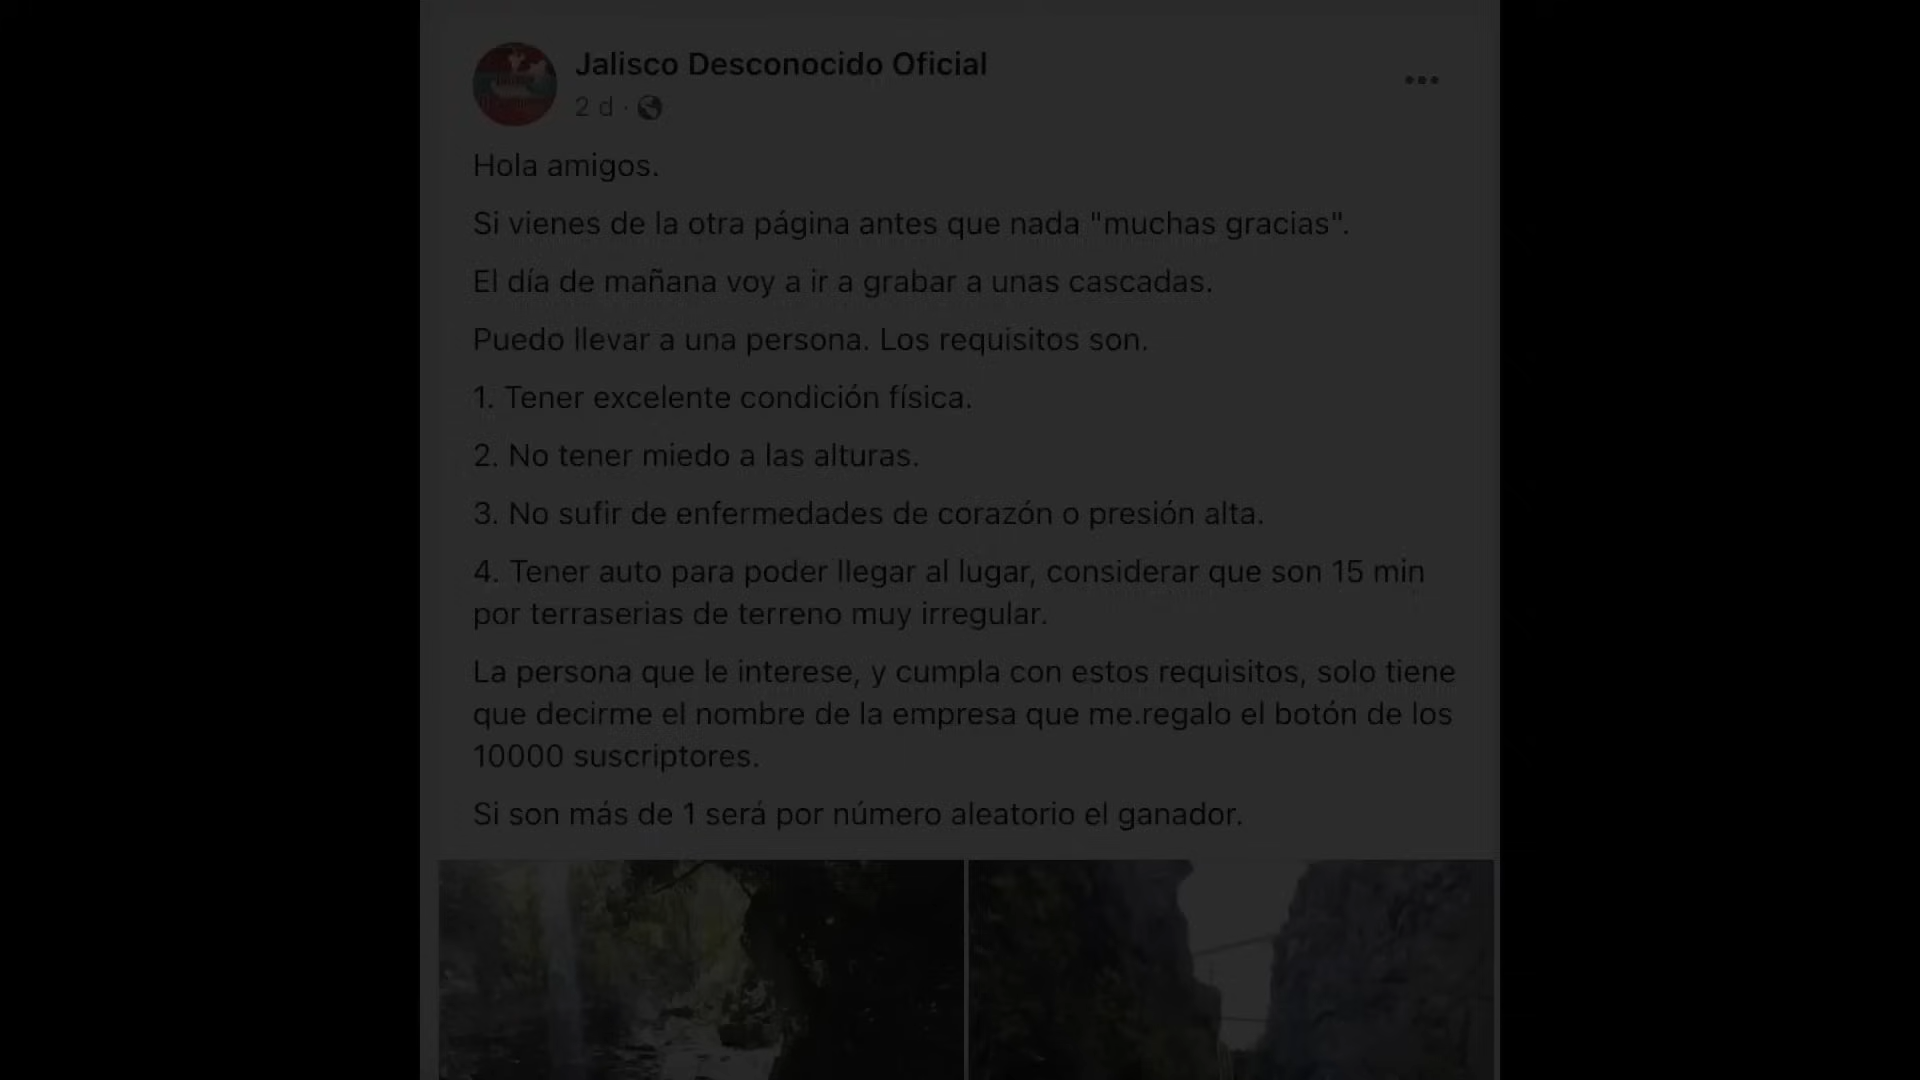 Jalisco Desconocido Oficial
2 d ·
Hola amigos.
Si vienes de la otra página antes que nada "muchas gracias".
El día de mañana voy a ir a grabar a unas cascadas.
Puedo llevar a una persona. Los requisitos son.
1. Tener excelente condición física.
2. No tener miedo a las alturas.
3. No sufir de enfermedades de corazón o presión alta.
4. Tener auto para poder llegar al lugar, considerar que son 15 min
por terraserias de terreno muy irregular.
La persona que le interese, y cumpla con estos requisitos, solo tiene
que decirme el nombre de la empresa que me.regalo el botón de los
10000 suscriptores.
Si son más de 1 será por número aleatorio el ganador.